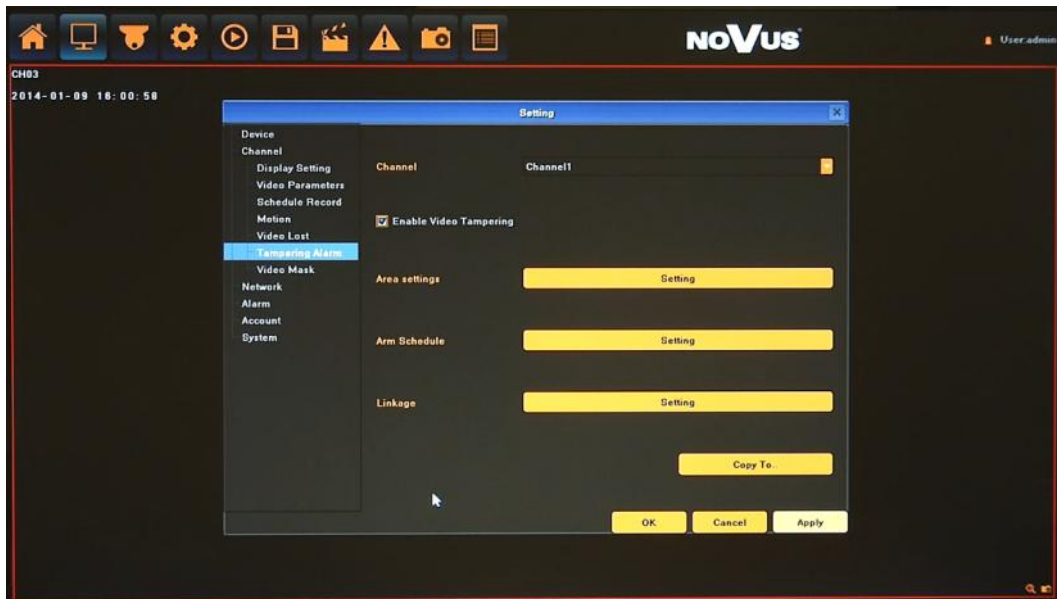 NOVUS
User:admin
CH03
2014-01-09 16:00:58
Setting
Device
Channel
Display Setting
Video Parameters
Schedule Record
Motion
Video Lost
Tampering Alarm
Video Mask
Network
Alarm
Account
System
Channel Channel1
Enable Video Tampering
Area settings Setting
Arm Schedule Setting
Linkage Setting
Copy To..
OK Cancel Apply